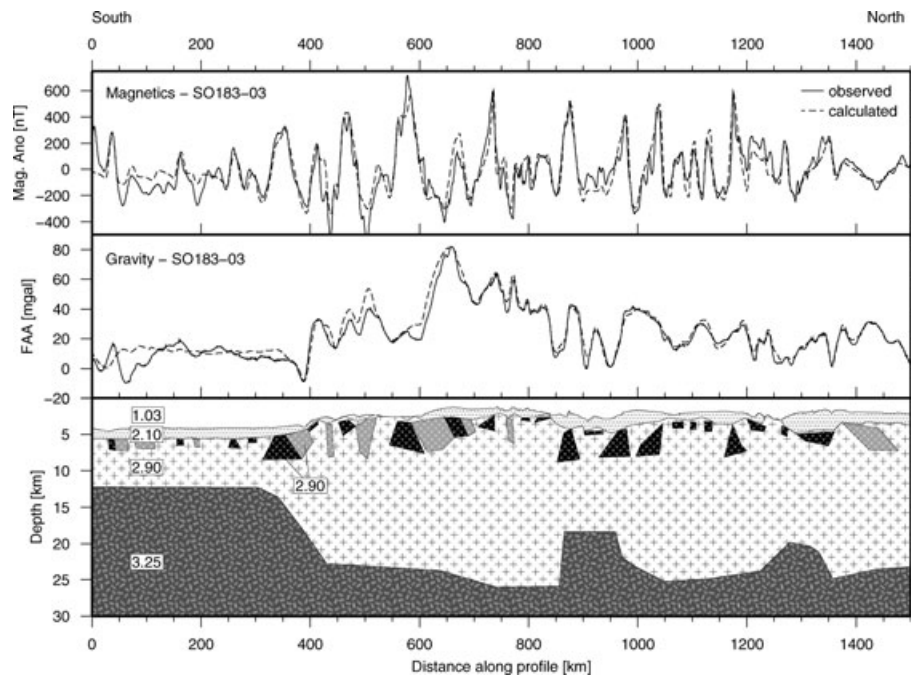 South North
0 200 400 600 800 1000 1200 1400
Magnetics – SO183–03
observed
calculated
Mag. Ano [nT]
600
400
200
0
−200
−400
Gravity – SO183–03
FAA [mgal]
80
60
40
20
0
−20
Depth [km]
5
10
15
20
25
30
1.03
2.10
2.90
2.90
3.25
0 200 400 600 800 1000 1200 1400
Distance along profile [km]